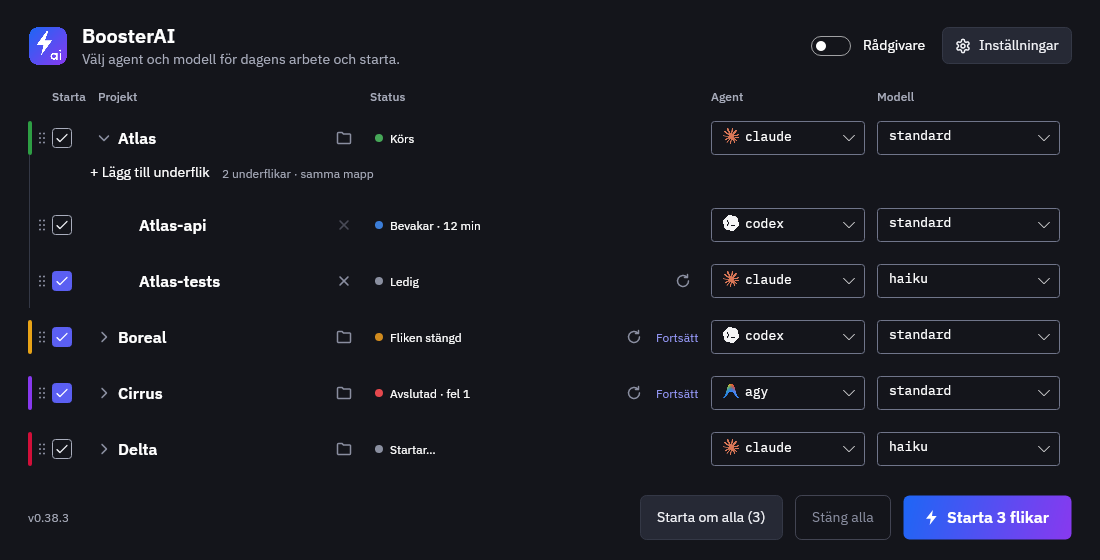 ai
BoosterAI
Välj agent och modell för dagens arbete och starta.
Rådgivare
Inställningar
Starta Projekt Status Agent Modell
Atlas Körs claude standard
+ Lägg till underflik 2 underflikar · samma mapp
Atlas-api Bevakar · 12 min codex standard
Atlas-tests Ledig claude haiku
Boreal Fliken stängd Fortsätt codex standard
Cirrus Avslutad · fel 1 Fortsätt agy standard
Delta Startar... claude haiku
v0.38.3 Starta om alla (3) Stäng alla Starta 3 flikar